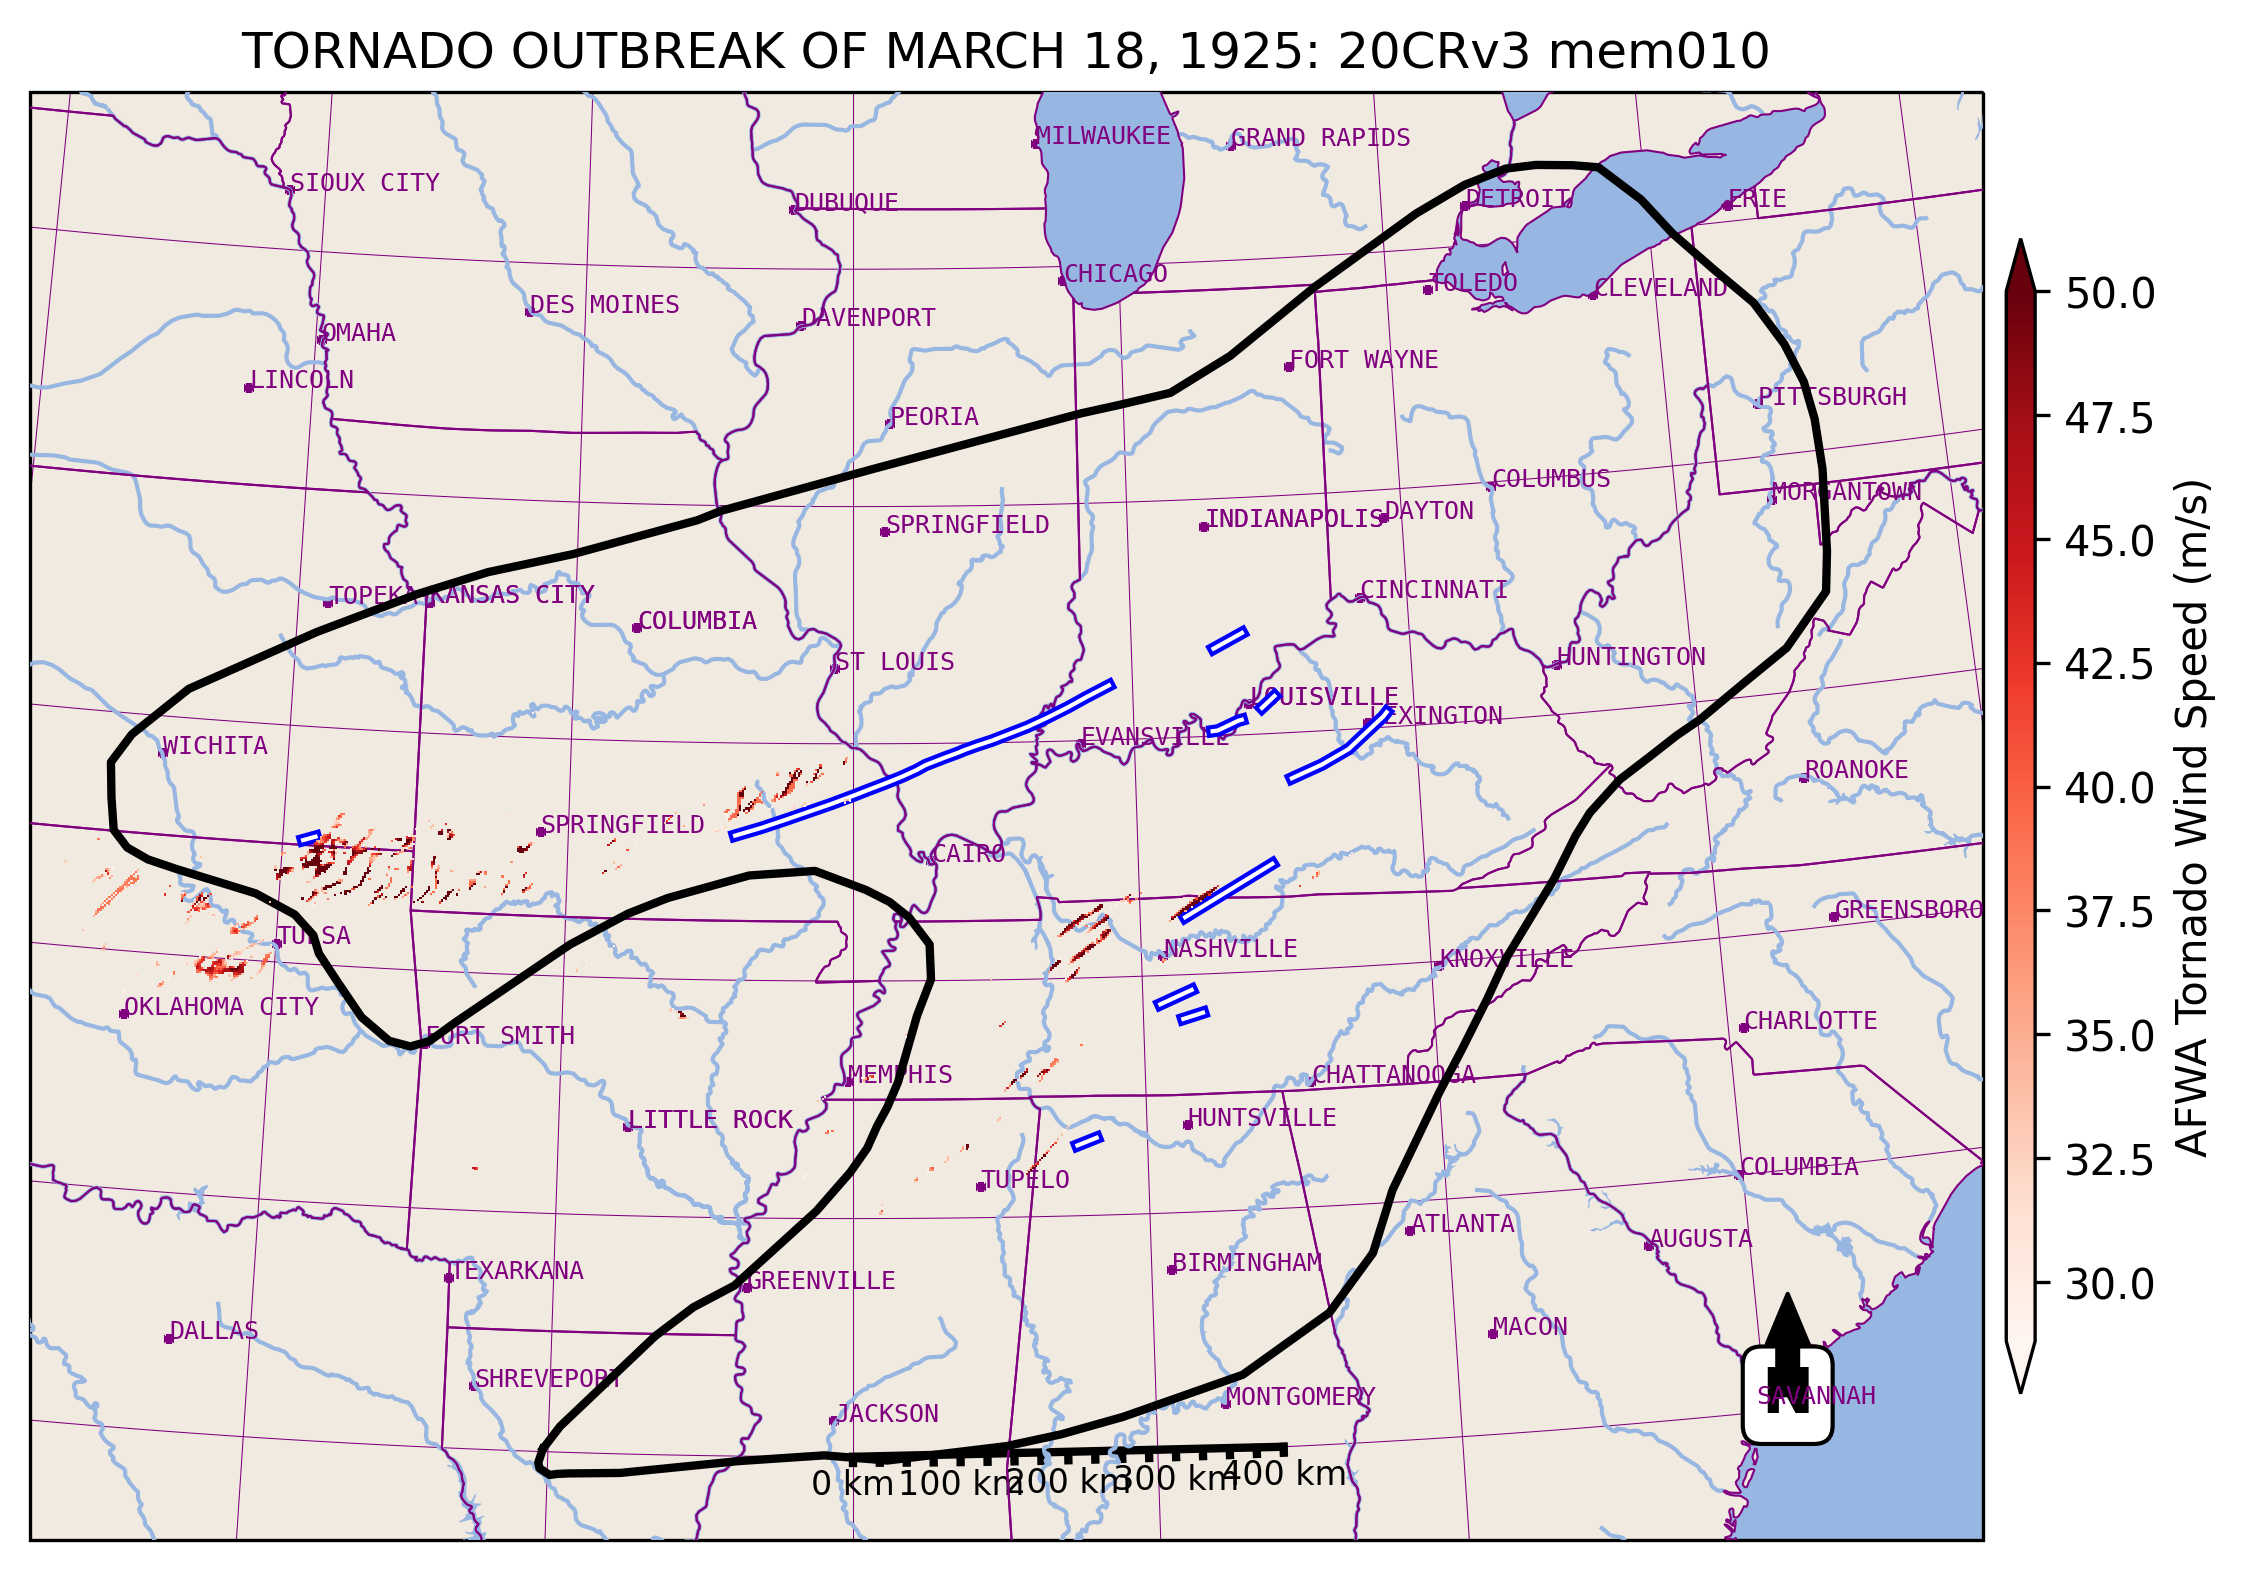 TORNADO OUTBREAK OF MARCH 18, 1925: 20CRv3 mem010
MILWAUKEE
GRAND RAPIDS
SIOUX CITY
DUBUQUE
DETROIT
ERIE
CHICAGO
TOLEDO
CLEVELAND
DES MOINES
DAVENPORT
OMAHA
FORT WAYNE
LINCOLN
PITTSBURGH
PEORIA
COLUMBUS
MORGANTOWN
SPRINGFIELD
INDIANAPOLIS
DAYTON
TOPEKA
KANSAS CITY
CINCINNATI
COLUMBIA
ST LOUIS
HUNTINGTON
LOUISVILLE
LEXINGTON
EVANSVILLE
WICHITA
ROANOKE
SPRINGFIELD
CAIRO
GREENSBORO
TULSA
NASHVILLE
KNOXVILLE
OKLAHOMA CITY
FORT SMITH
CHARLOTTE
MEMPHIS
CHATTANOOGA
LITTLE ROCK
HUNTSVILLE
TUPELO
COLUMBIA
ATLANTA
AUGUSTA
TEXARKANA
BIRMINGHAM
GREENVILLE
DALLAS
MACON
SHREVEPORT
N
SAVANNAH
MONTGOMERY
JACKSON
0 km
100 km
200 km
300 km
400 km
50.0
47.5
45.0
42.5
40.0
37.5
35.0
32.5
30.0
AFWA Tornado Wind Speed (m/s)